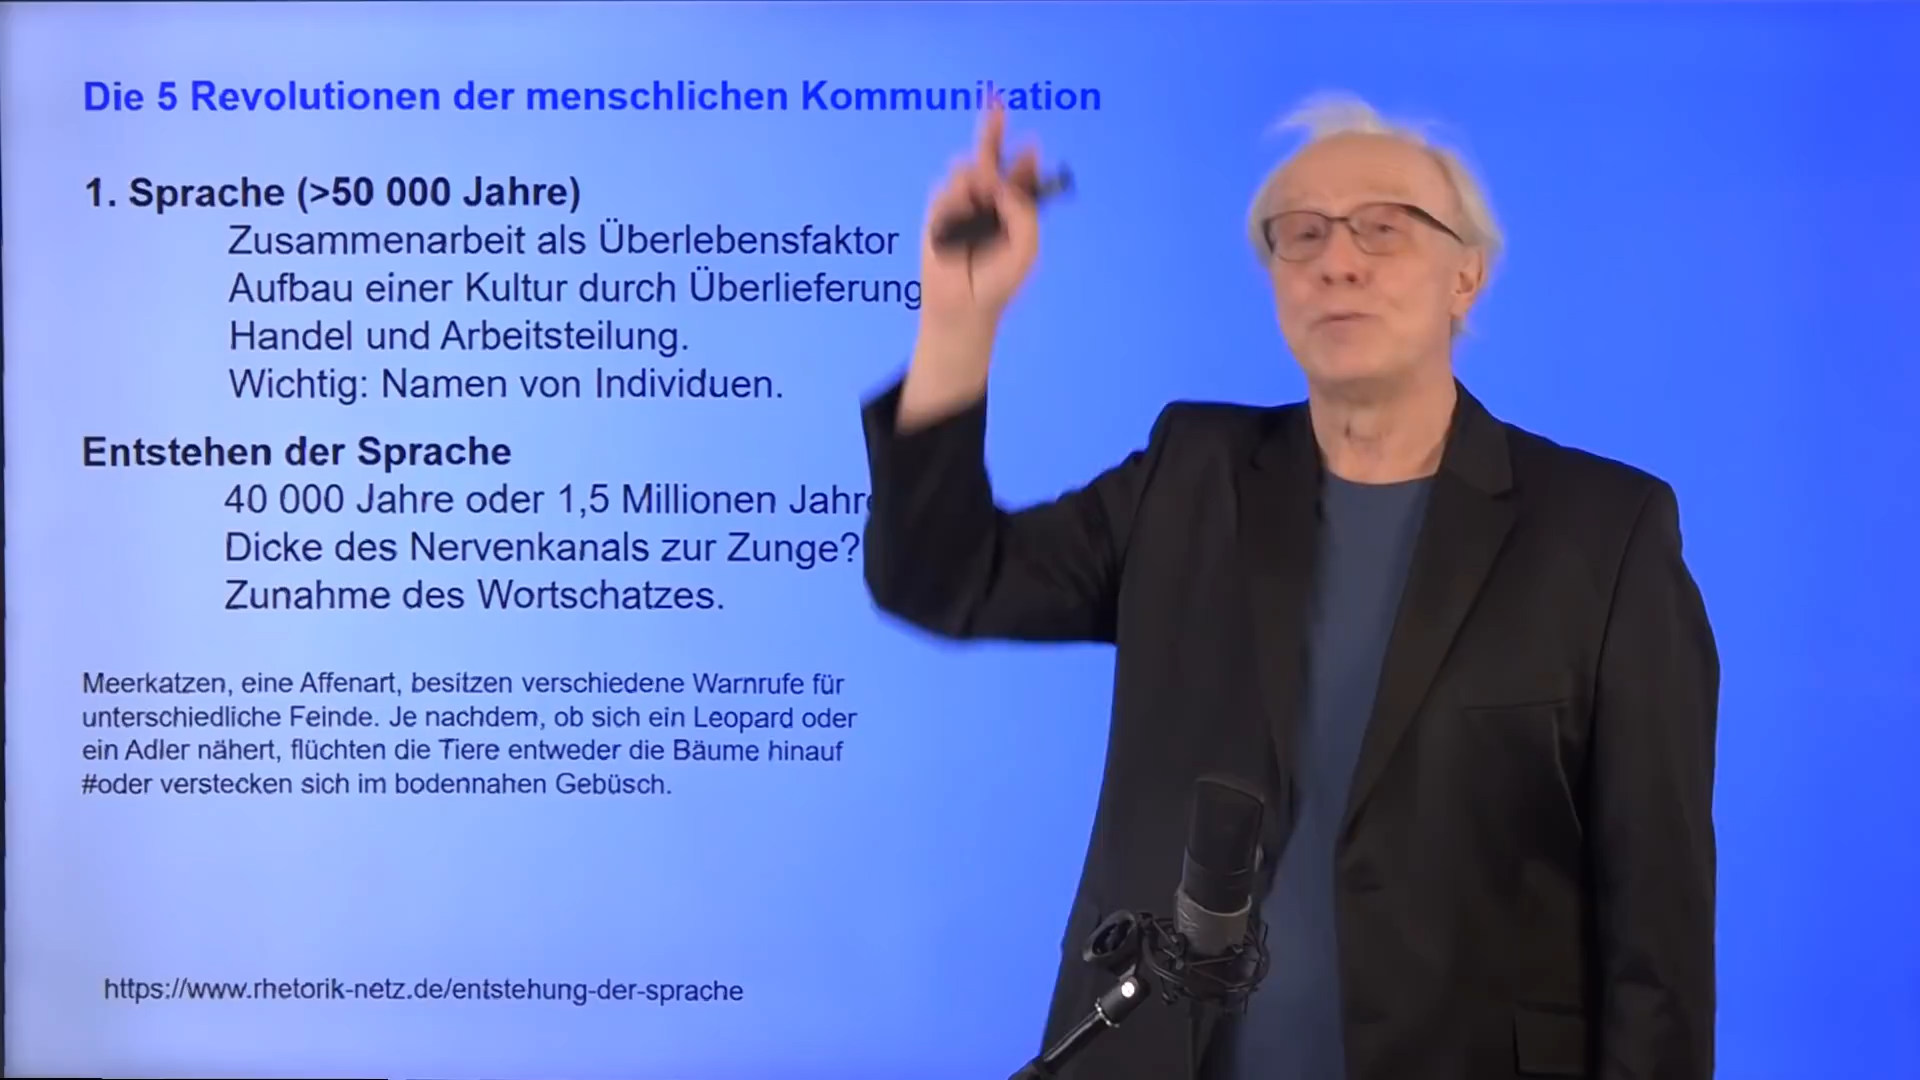 Die 5 Revolutionen der menschlichen Kommunikation
1. Sprache (>50 000 Jahre)
Zusammenarbeit als Überlebensfaktor
Aufbau einer Kultur durch Überlieferung
Handel und Arbeitsteilung.
Wichtig: Namen von Individuen.
Entstehen der Sprache
40 000 Jahre oder 1,5 Millionen Jahre
Dicke des Nervenkanals zur Zunge?
Zunahme des Wortschatzes.
Meerkatzen, eine Affenart, besitzen verschiedene Warnrufe für
unterschiedliche Feinde. Je nachdem, ob sich ein Leopard oder
ein Adler nähert, flüchten die Tiere entweder die Bäume hinauf
#oder verstecken sich im bodennahen Gebüsch.
https://www.rhetorik-netz.de/entstehung-der-sprache